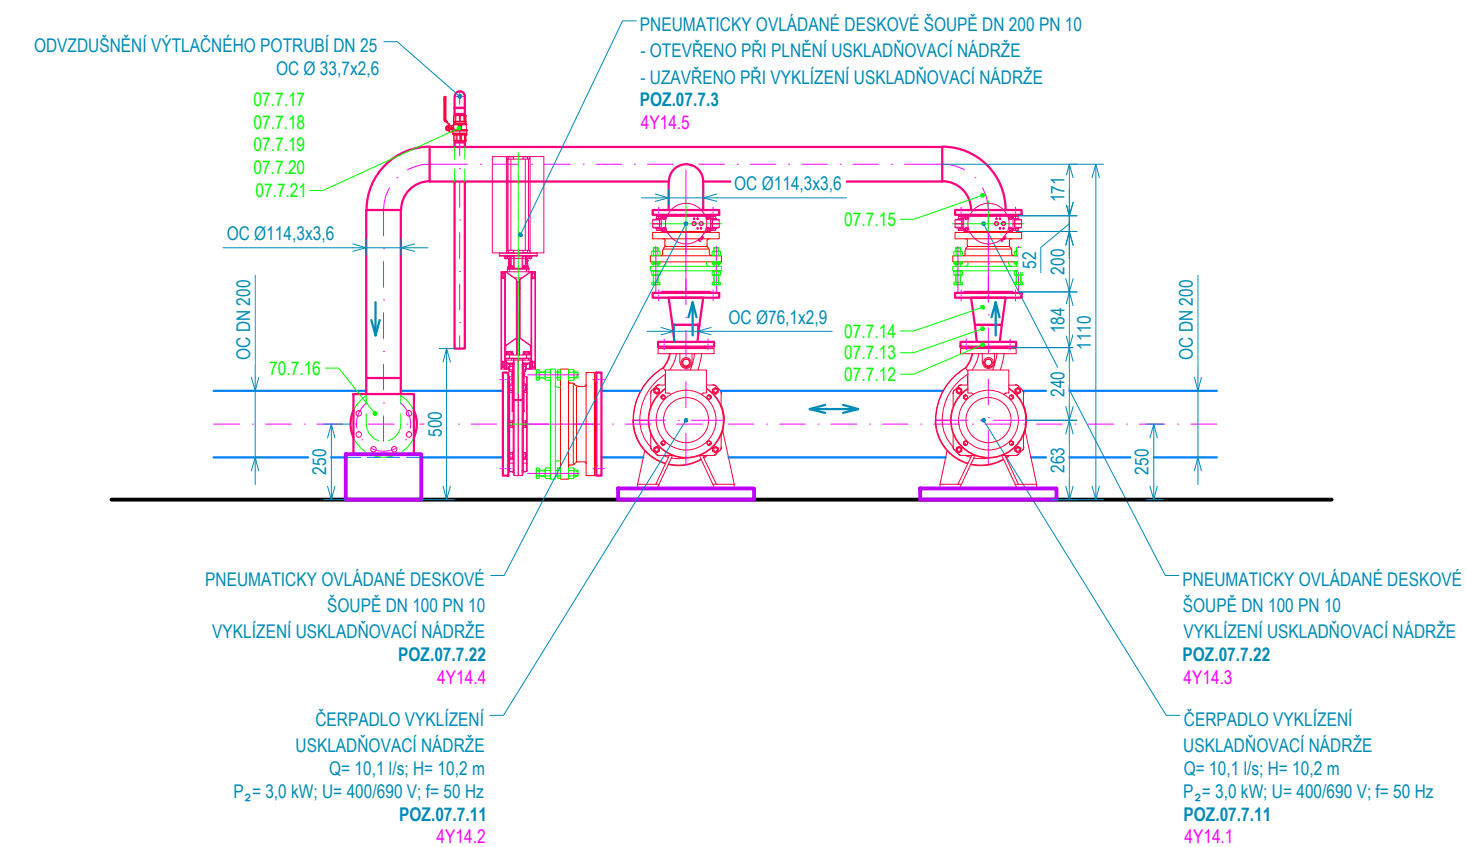 ODVZDUŠNĚNÍ VÝTLAČNÉHO POTRUBÍ DN 25
OC Ø 33,7x2,6
07.7.17
07.7.18
07.7.19
07.7.20
07.7.21
PNEUMATICKY OVLÁDANÉ DESKOVÉ ŠOUPĚ DN 200 PN 10
- OTEVŘENO PŘI PLNĚNÍ USKLADŇOVACÍ NÁDRŽE
- UZAVŘENO PŘI VYKLÍZENÍ USKLADŇOVACÍ NÁDRŽE
POZ.07.7.3
4Y14.5
OC Ø114,3x3,6
OC Ø114,3x3,6
07.7.15
171
52
200
184
1110
240
263
250
OC DN 200
OC DN 200
OC Ø76,1x2,9
07.7.14
07.7.13
07.7.12
70.7.16
500
250
PNEUMATICKY OVLÁDANÉ DESKOVÉ
ŠOUPĚ DN 100 PN 10
VYKLÍZENÍ USKLADŇOVACÍ NÁDRŽE
POZ.07.7.22
4Y14.4
ČERPADLO VYKLÍZENÍ
USKLADŇOVACÍ NÁDRŽE
Q= 10,1 l/s; H= 10,2 m
P₂= 3,0 kW; U= 400/690 V; f= 50 Hz
POZ.07.7.11
4Y14.2
PNEUMATICKY OVLÁDANÉ DESKOVÉ
ŠOUPĚ DN 100 PN 10
VYKLÍZENÍ USKLADŇOVACÍ NÁDRŽE
POZ.07.7.22
4Y14.3
ČERPADLO VYKLÍZENÍ
USKLADŇOVACÍ NÁDRŽE
Q= 10,1 l/s; H= 10,2 m
P₂= 3,0 kW; U= 400/690 V; f= 50 Hz
POZ.07.7.11
4Y14.1